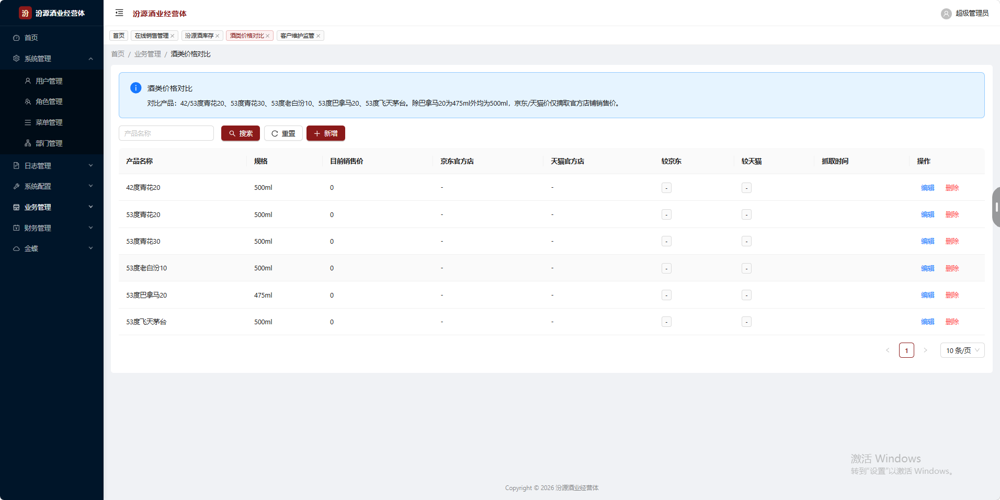 汾 汾源酒业经营体
汾源酒业经营体
超级管理员
首页
系统管理
用户管理
角色管理
菜单管理
部门管理
日志管理
系统配置
业务管理
财务管理
金蝶
首页 在线销售管理 汾源酒库存 酒类价格对比 客户维护监管
首页 / 业务管理 / 酒类价格对比
酒类价格对比
对比产品：42/53度青花20、53度青花30、53度老白汾10、53度巴拿马20、53度飞天茅台。除巴拿马20为475ml外均为500ml，京东/天猫价仅摘取官方店铺销售价。
产品名称 搜索 重置 新增
产品名称 规格 目前销售价 京东官方店 天猫官方店 较京东 较天猫 抓取时间 操作
42度青花20 500ml 0 - - - - 编辑 删除
53度青花20 500ml 0 - - - - 编辑 删除
53度青花30 500ml 0 - - - - 编辑 删除
53度老白汾10 500ml 0 - - - - 编辑 删除
53度巴拿马20 475ml 0 - - - - 编辑 删除
53度飞天茅台 500ml 0 - - - - 编辑 删除
1 10 条/页
激活 Windows
转到“设置”以激活 Windows。
Copyright © 2026 汾源酒业经营体